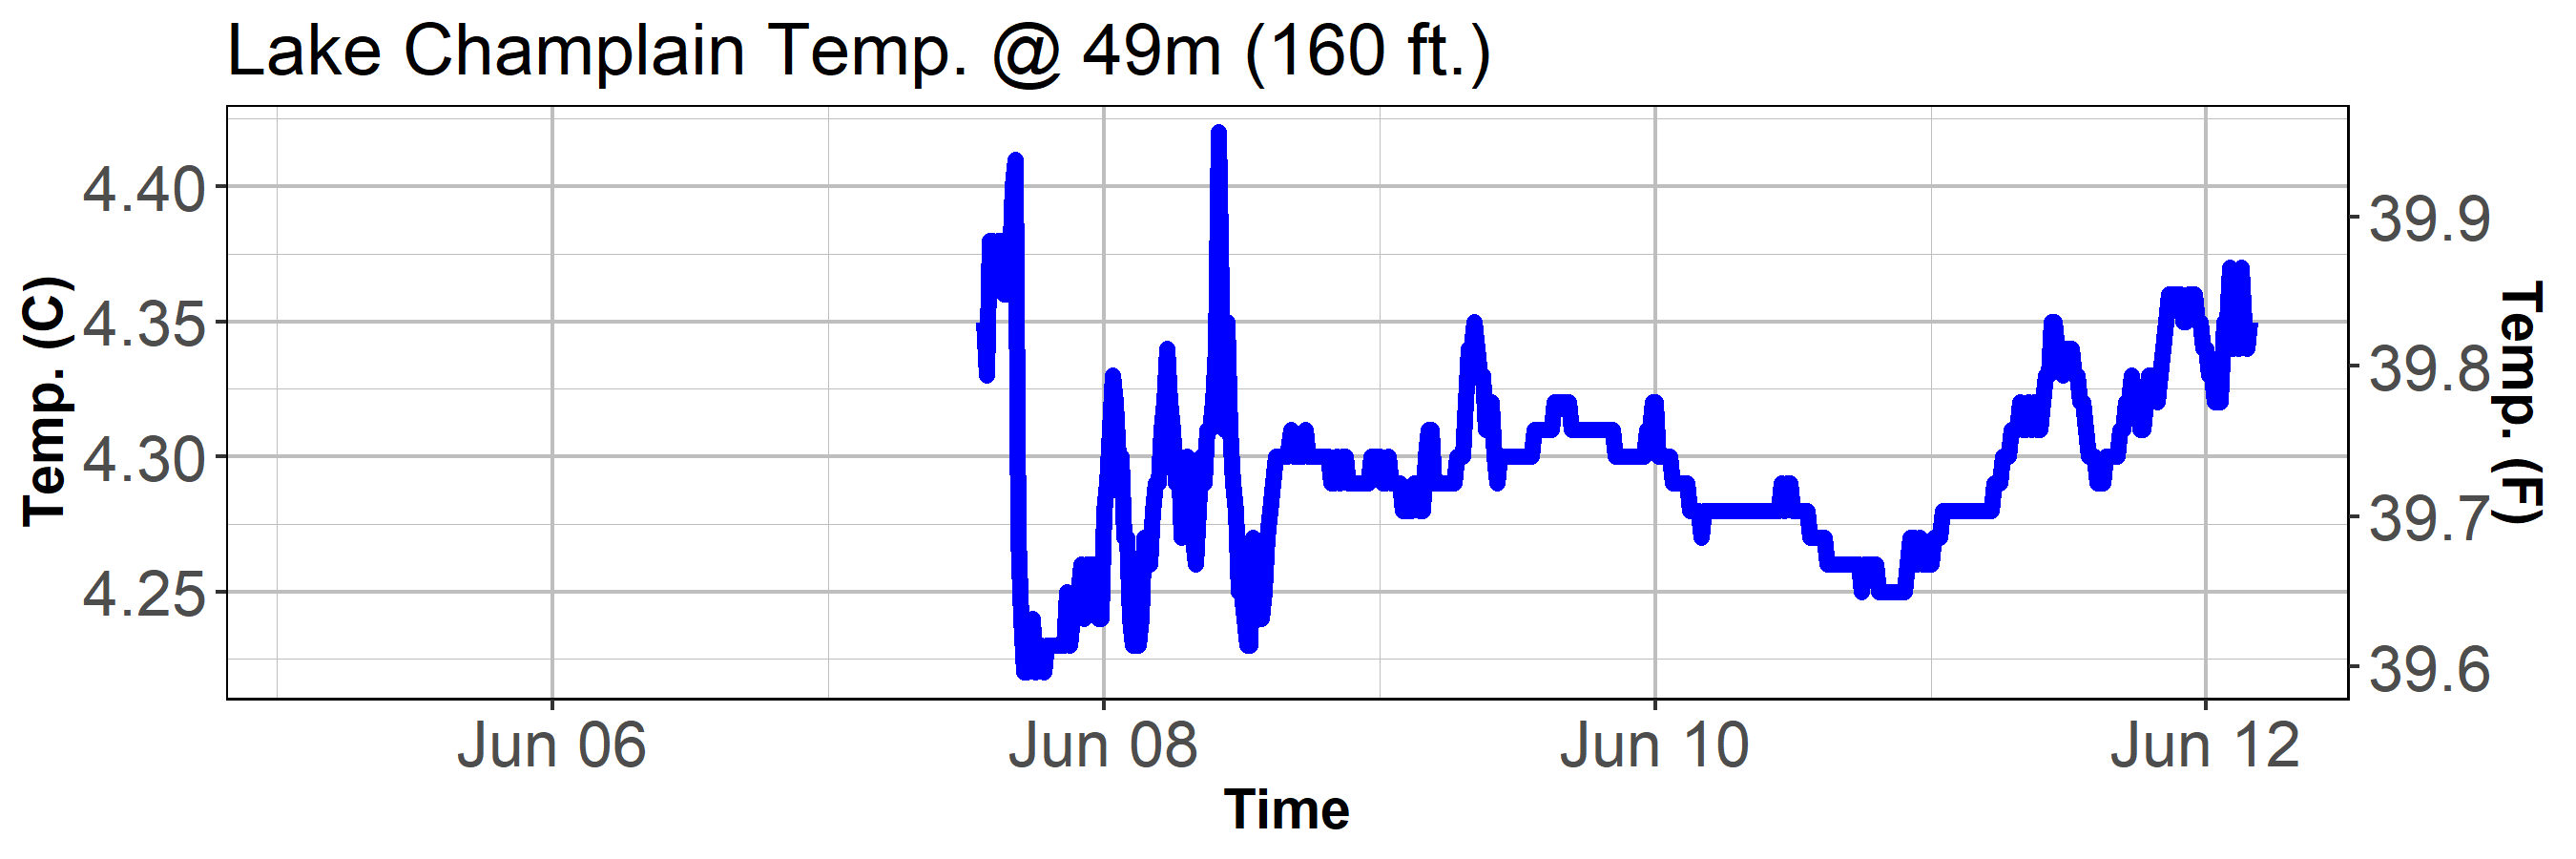 Lake Champlain Temp. @ 49m (160 ft.)
Temp. (C)
4.40
4.35
4.30
4.25
39.9
39.8
39.7
39.6
Temp. (F)
Jun 06 Jun 08 Jun 10 Jun 12
Time